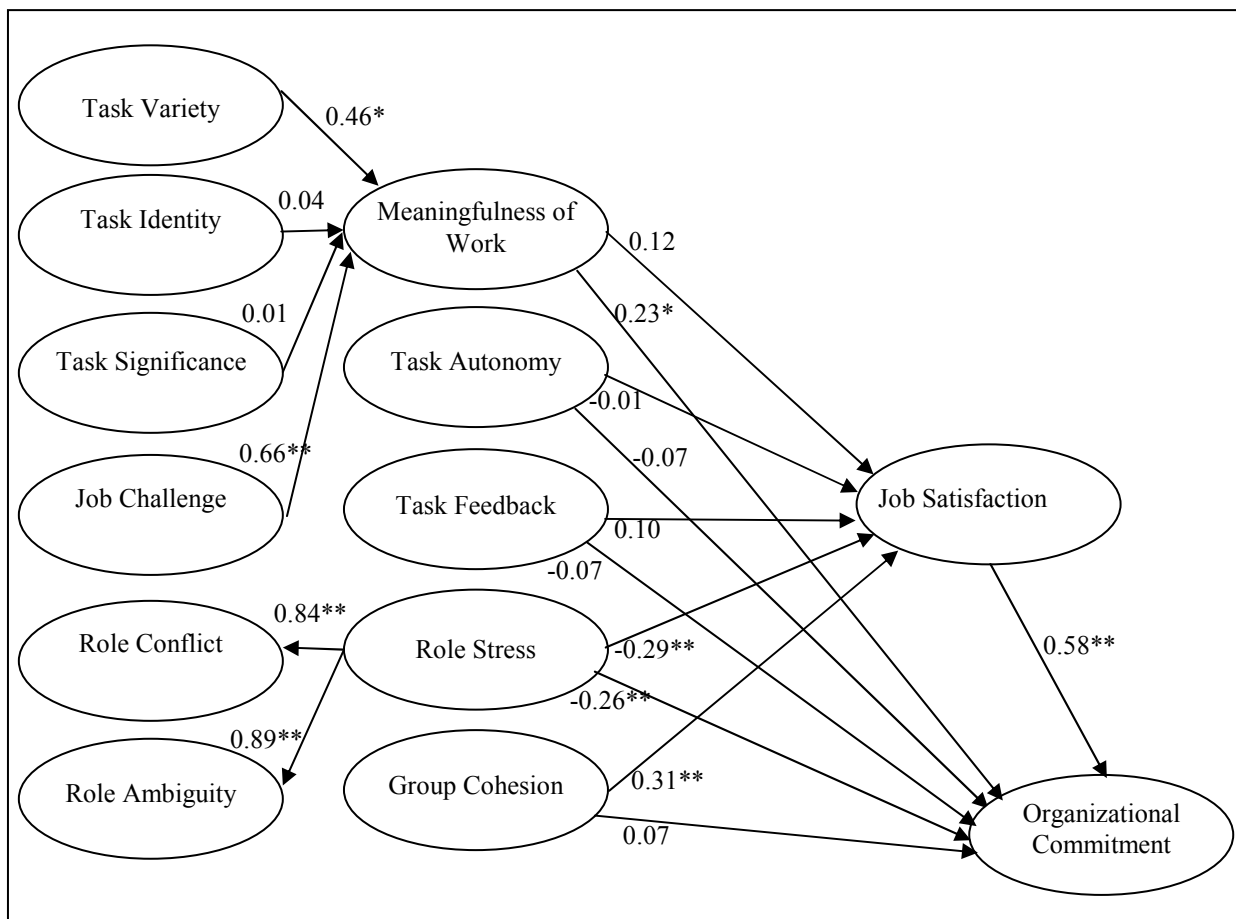 Task Variety
0.46*
Task Identity
0.04
Meaningfulness of
Work
0.12
0.23*
Task Significance
0.01
Task Autonomy
-0.01
-0.07
Job Challenge
0.66**
Task Feedback
0.10
-0.07
Job Satisfaction
Role Conflict
0.84**
Role Stress
-0.29**
-0.26**
0.58**
Role Ambiguity
0.89**
Group Cohesion
0.31**
0.07
Organizational
Commitment